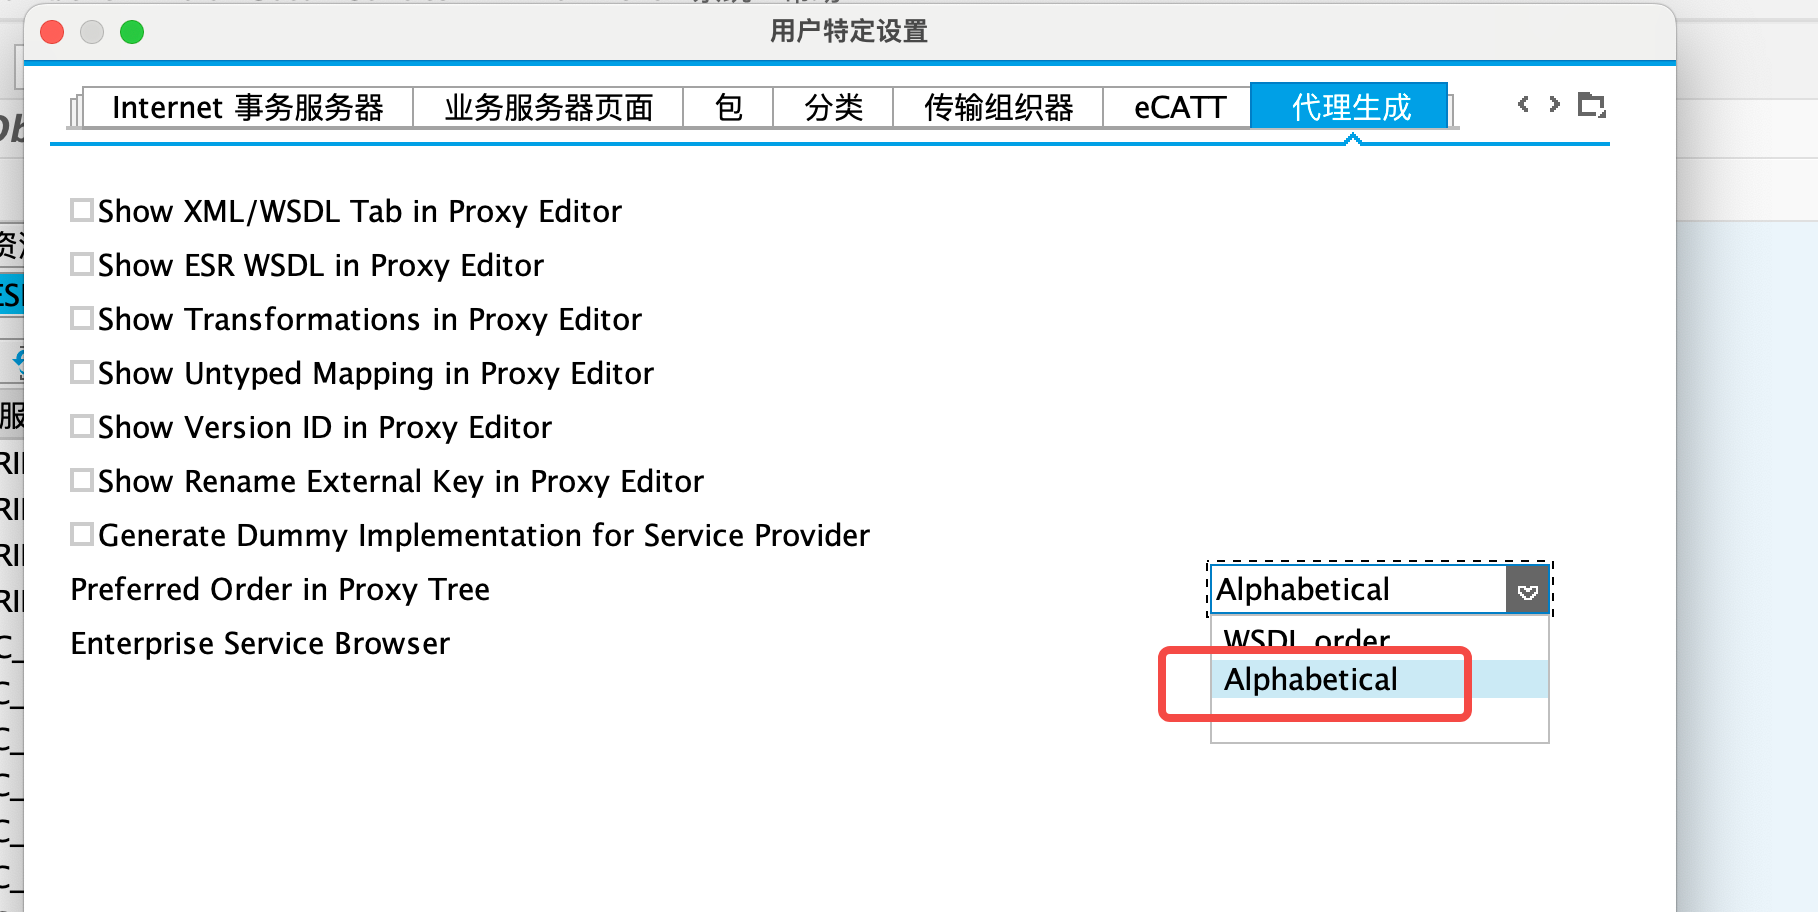 用户特定设置
Internet 事务服务器 业务服务器页面 包 分类 传输组织器 eCATT 代理生成
Show XML/WSDL Tab in Proxy Editor
Show ESR WSDL in Proxy Editor
Show Transformations in Proxy Editor
Show Untyped Mapping in Proxy Editor
Show Version ID in Proxy Editor
Show Rename External Key in Proxy Editor
Generate Dummy Implementation for Service Provider
Preferred Order in Proxy Tree Alphabetical
WSDL order
Enterprise Service Browser
Alphabetical